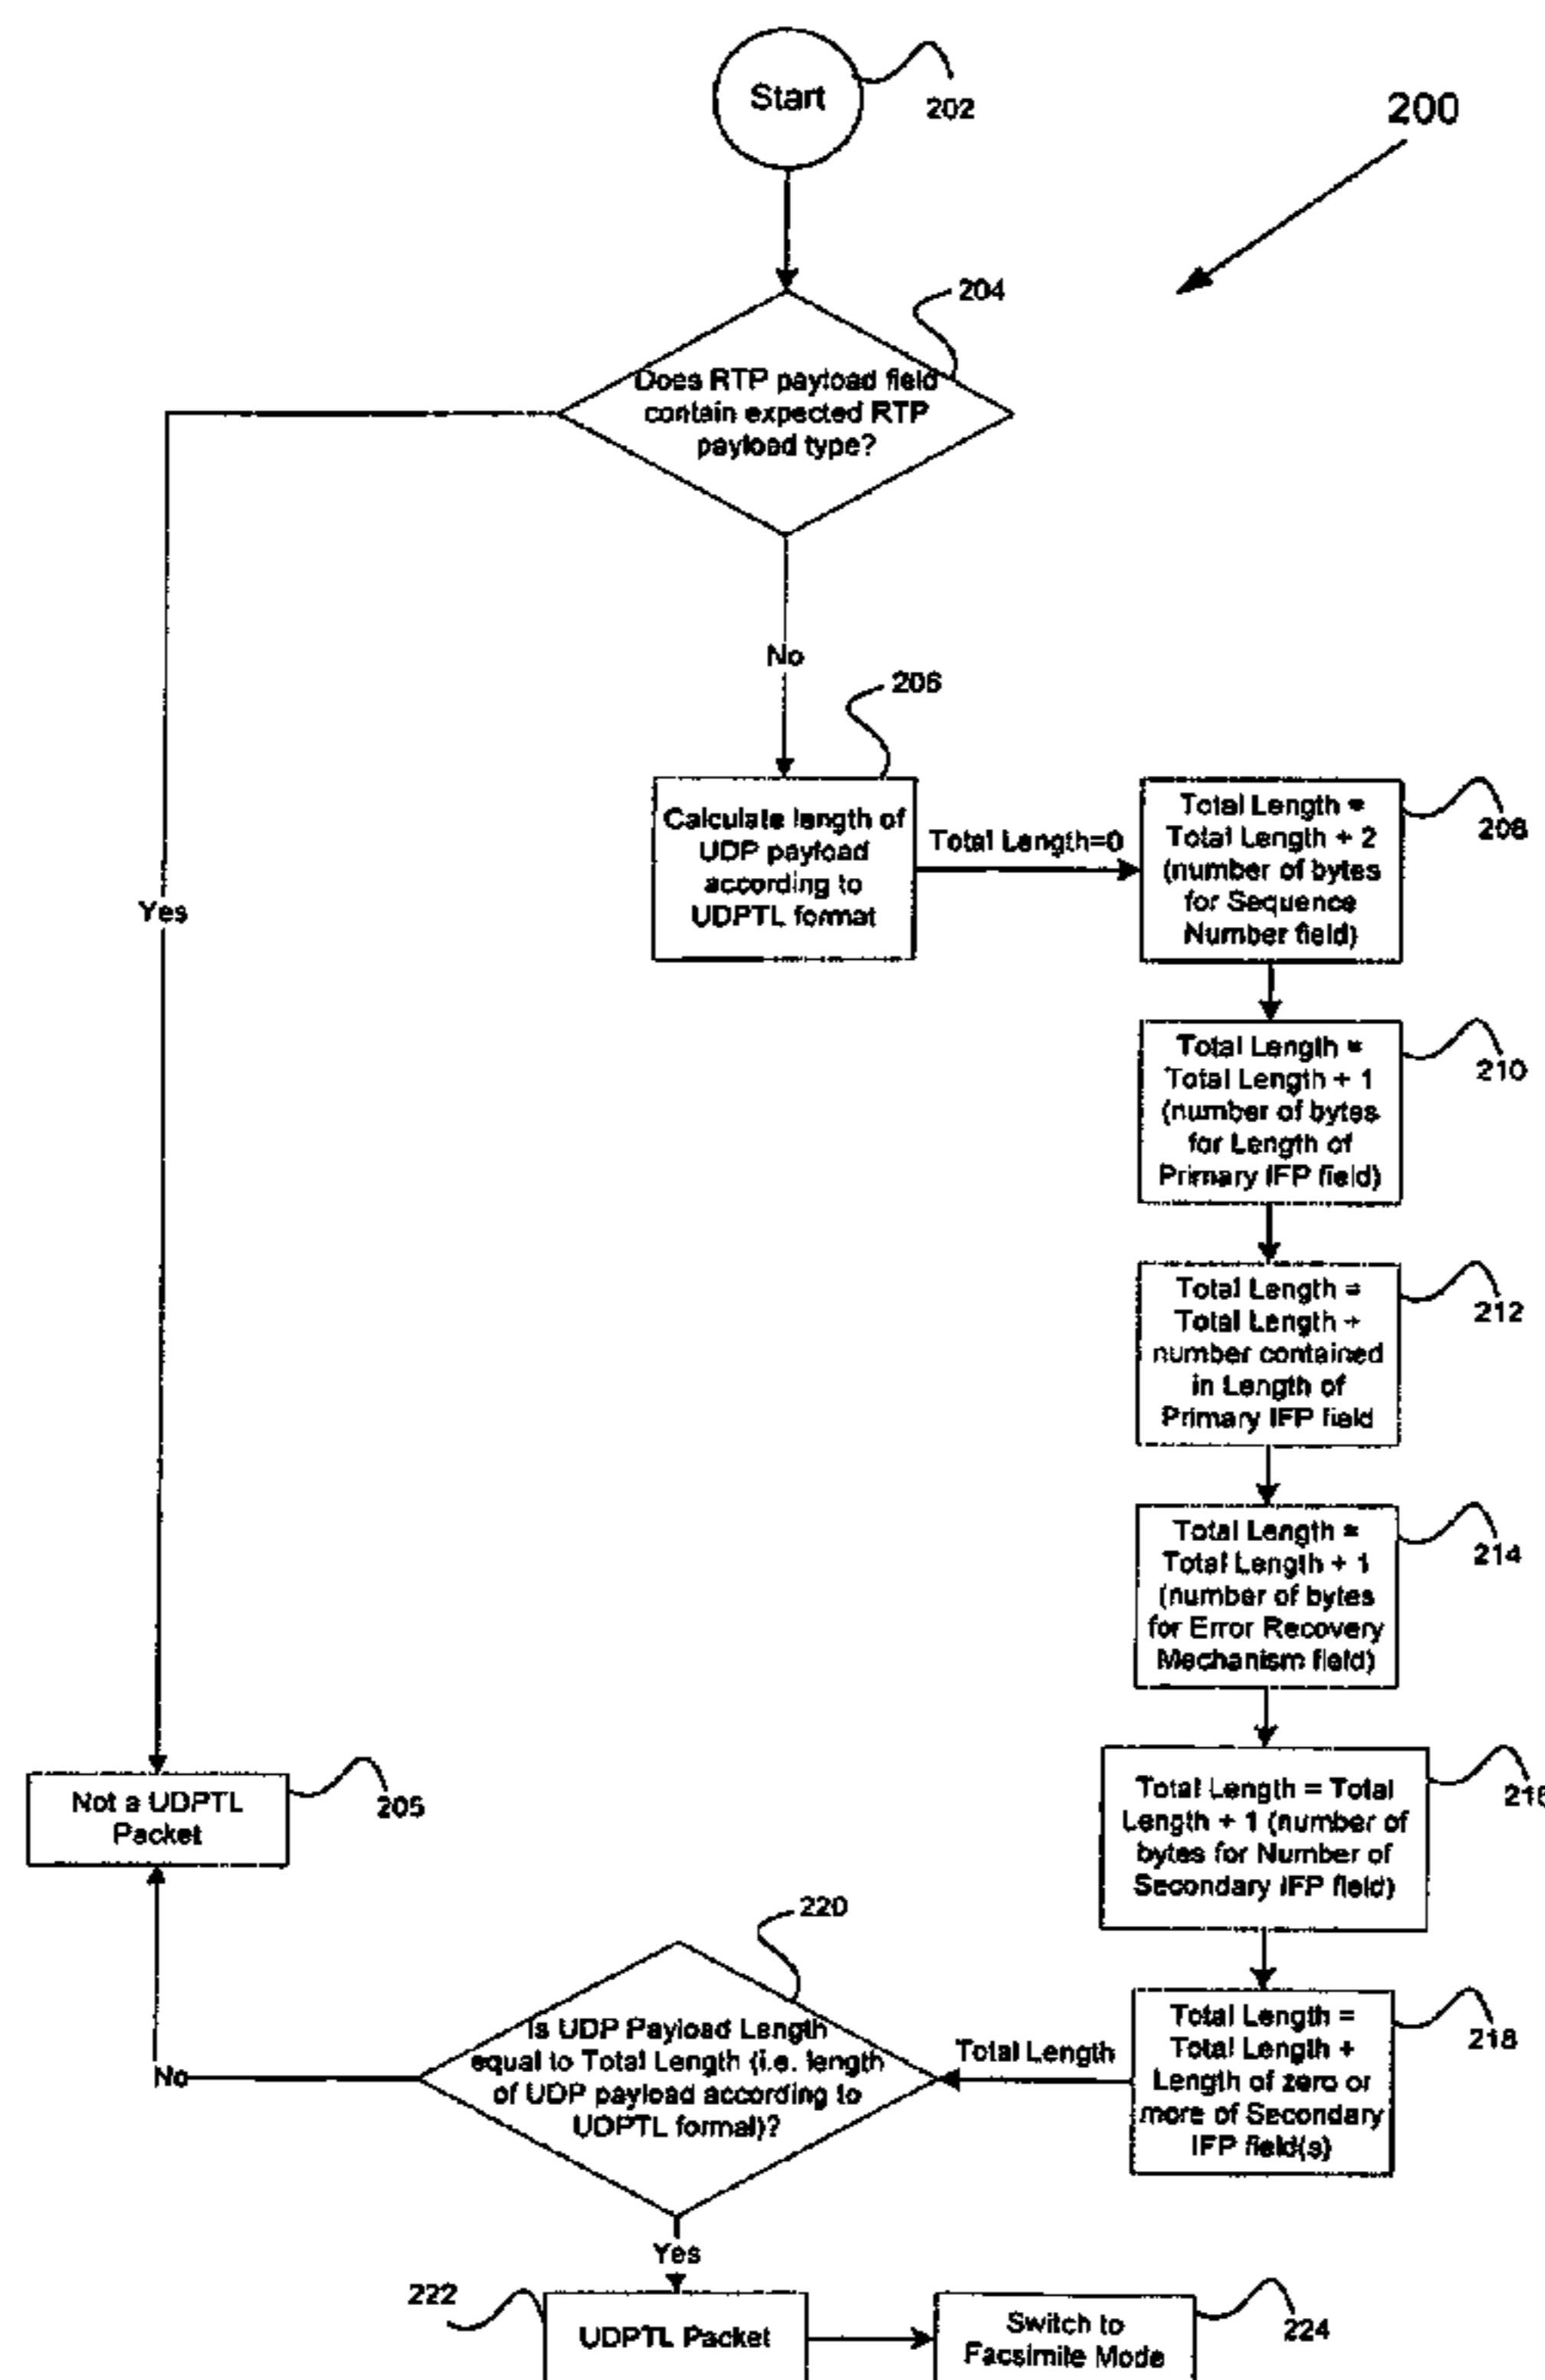 Start
202
200
204
Does RTP payload field
contain expected RTP
payload type?
No
Yes
206
Calculate length of
UDP payload
according to
UDPTL format
Total Length=0
Total Length =
Total Length + 2
(number of bytes
for Sequence
Number field)
208
Total Length =
Total Length + 1
(number of bytes
for Length of
Primary IFP field)
210
Total Length =
Total Length +
number contained
in Length of
Primary IFP field
212
Total Length =
Total Length + 1
(number of bytes
for Error Recovery
Mechanism field)
214
Total Length = Total
Length + 1 (number of
bytes for Number of
Secondary IFP field)
216
Total Length =
Total Length +
Length of zero or
more of Secondary
IFP field(s)
218
Total Length
220
Is UDP Payload Length
equal to Total Length (i.e. length
of UDP payload according to
UDPTL format)?
No
Not a UDPTL
Packet
205
Yes
222
UDPTL Packet
Switch to
Facsimile Mode
224